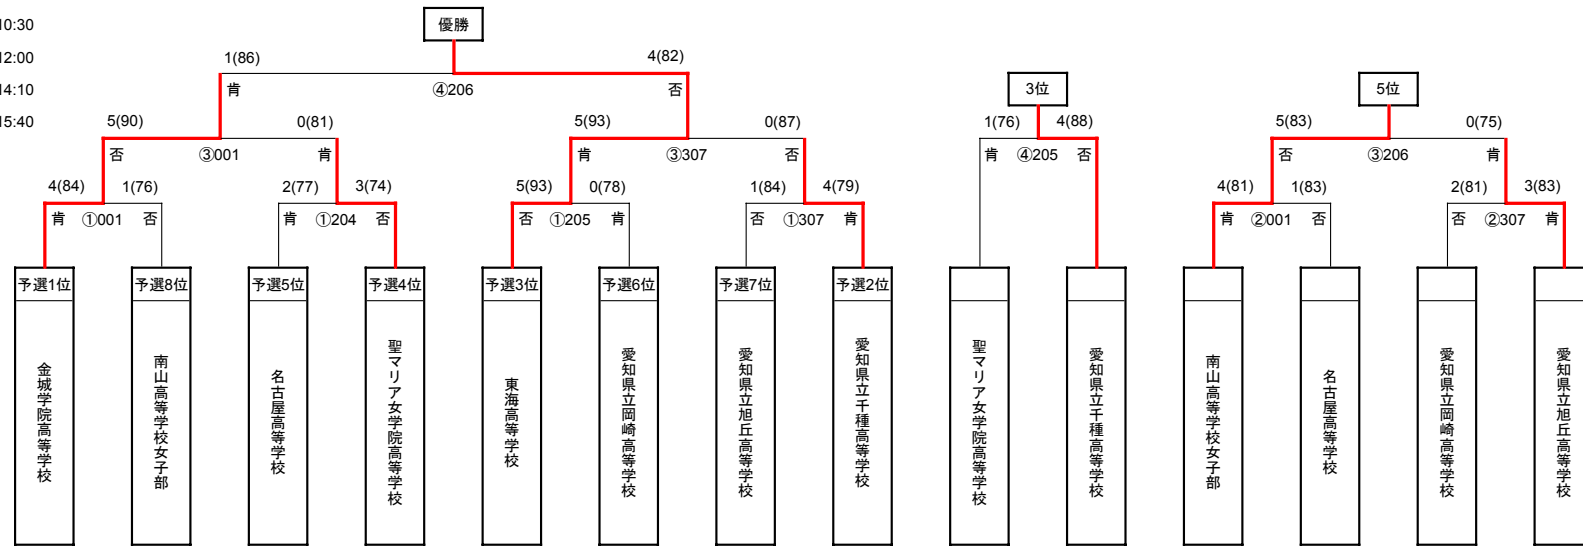 10:30
優勝
12:00
1(86)
4(82)
14:10
肯
④206
否
3位
5位
15:40
5(90)
0(81)
5(93)
0(87)
1(76)
4(88)
5(83)
0(75)
否
③001
肯
肯
③307
否
肯
④205
否
否
③206
肯
4(84)
1(76)
2(77)
3(74)
5(93)
0(78)
1(84)
4(79)
4(81)
1(83)
2(81)
3(83)
肯
①001
否
肯
①204
否
否
①205
肯
否
①307
肯
肯
②001
否
否
②307
肯
予選1位
予選8位
予選5位
予選4位
予選3位
予選6位
予選7位
予選2位
金城学院高等学校
南山高等学校女子部
名古屋高等学校
聖マリア女学院高等学校
東海高等学校
愛知県立岡崎高等学校
愛知県立旭丘高等学校
愛知県立千種高等学校
聖マリア女学院高等学校
愛知県立千種高等学校
南山高等学校女子部
名古屋高等学校
愛知県立岡崎高等学校
愛知県立旭丘高等学校